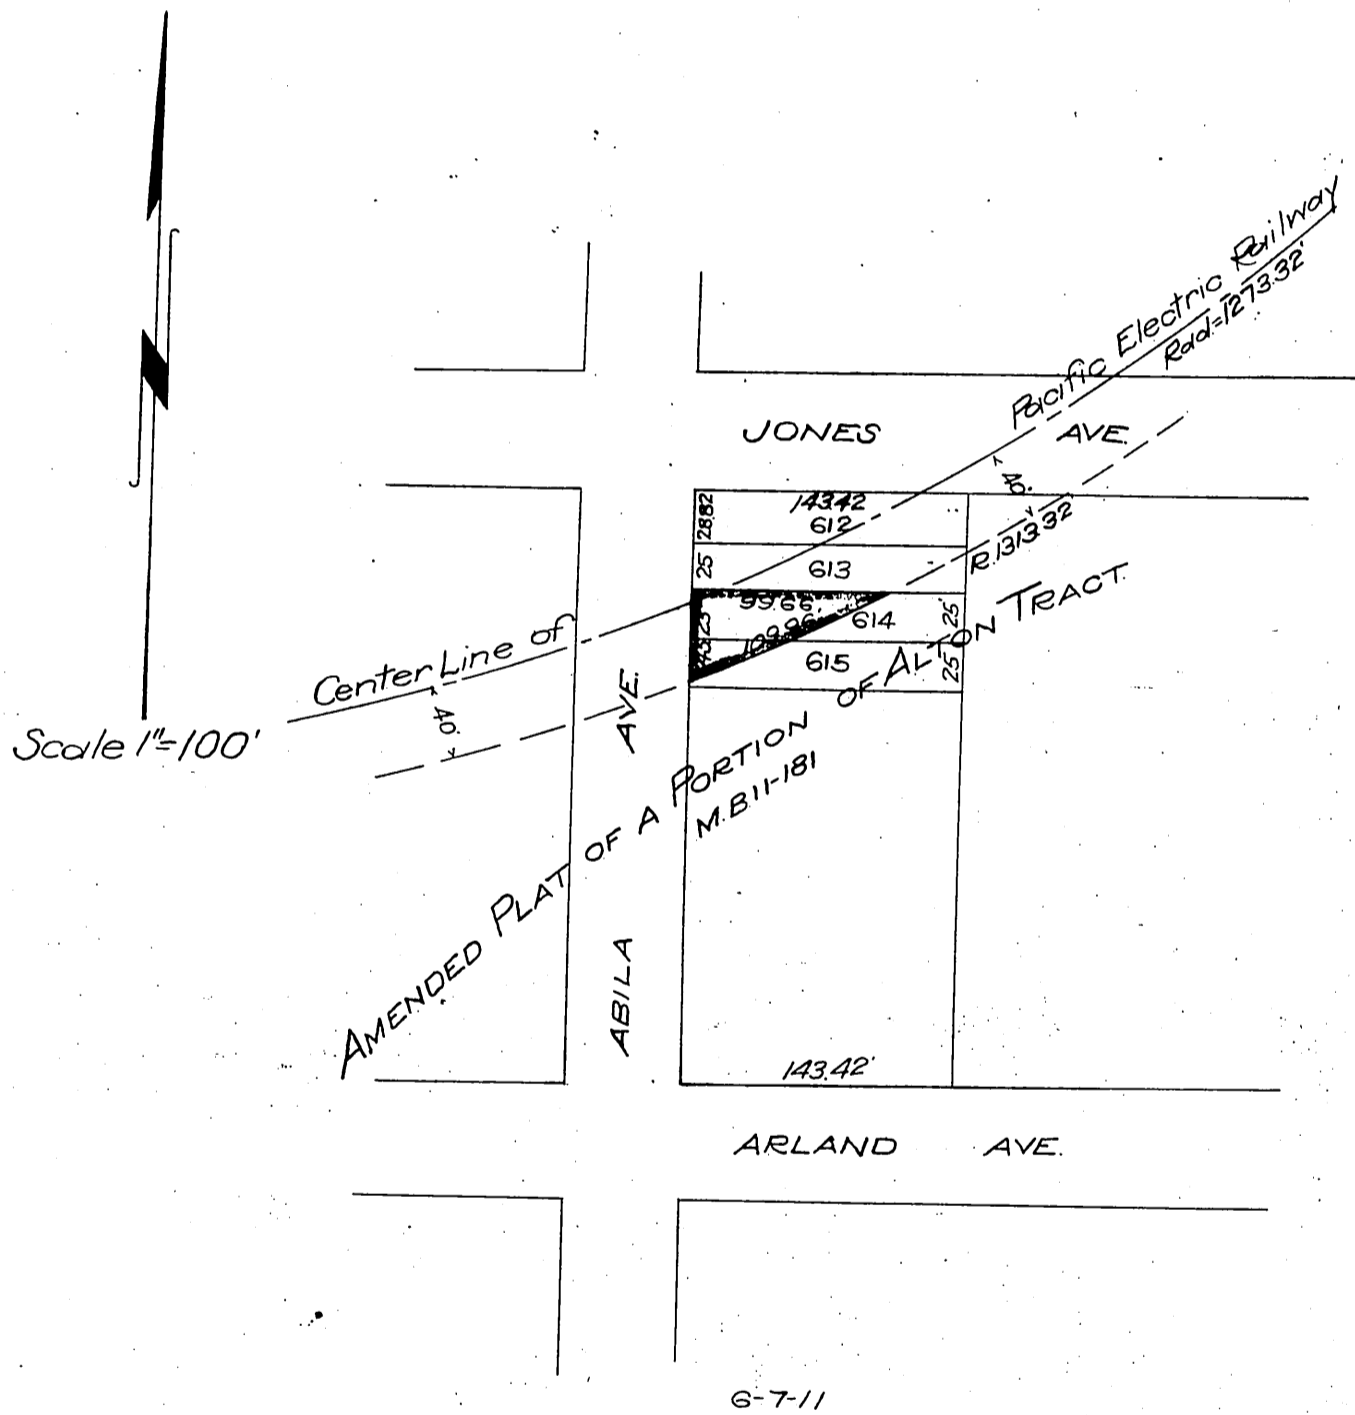 Pacific Electric Railway
Rad.=1273.32'
JONES AVE.
40.
R.1313.32
28.82
143.42
612
25
613
99.66
614
25'
109.96
615
25'
Center Line of
40.
Scale 1"=100'
ABILA AVE.
AMENDED PLAT OF A PORTION OF ALTON TRACT.
M.B.11-181
143.42'
ARLAND AVE.
6-7-11